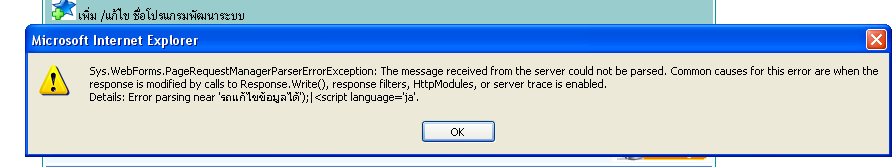 เพิ่ม /แก้ไข ชื่อโปรแกรมพัฒนาระบบ
Microsoft Internet Explorer
Sys.WebForms.PageRequestManagerParserErrorException: The message received from the server could not be parsed. Common causes for this error are when the
response is modified by calls to Response.Write(), response filters, HttpModules, or server trace is enabled.
Details: Error parsing near 'รถแก้ไขข้อมูลได้');|<script language='ja'.
OK